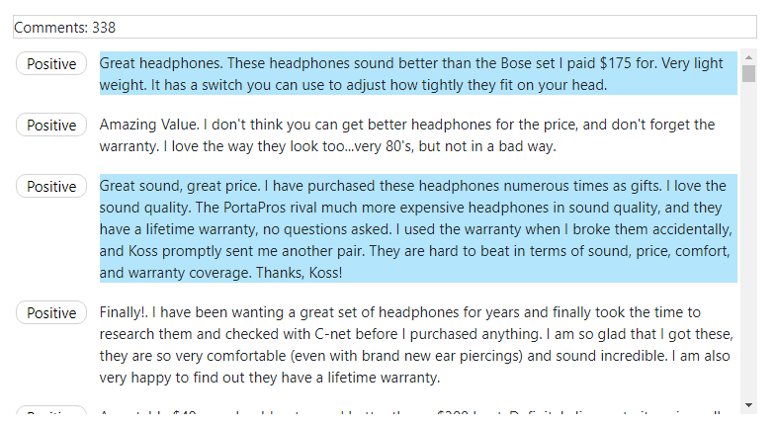 Comments: 338
Positive
Great headphones. These headphones sound better than the Bose set I paid $175 for. Very light
weight. It has a switch you can use to adjust how tightly they fit on your head.
Positive
Amazing Value. I don't think you can get better headphones for the price, and don't forget the
warranty. I love the way they look too...very 80's, but not in a bad way.
Positive
Great sound, great price. I have purchased these headphones numerous times as gifts. I love the
sound quality. The PortaPros rival much more expensive headphones in sound quality, and they
have a lifetime warranty, no questions asked. I used the warranty when I broke them accidentally,
and Koss promptly sent me another pair. They are hard to beat in terms of sound, price, comfort,
and warranty coverage. Thanks, Koss!
Positive
Finally!. I have been wanting a great set of headphones for years and finally took the time to
research them and checked with C-net before I purchased anything. I am so glad that I got these,
they are so very comfortable (even with brand new ear piercings) and sound incredible. I am also
very happy to find out they have a lifetime warranty.